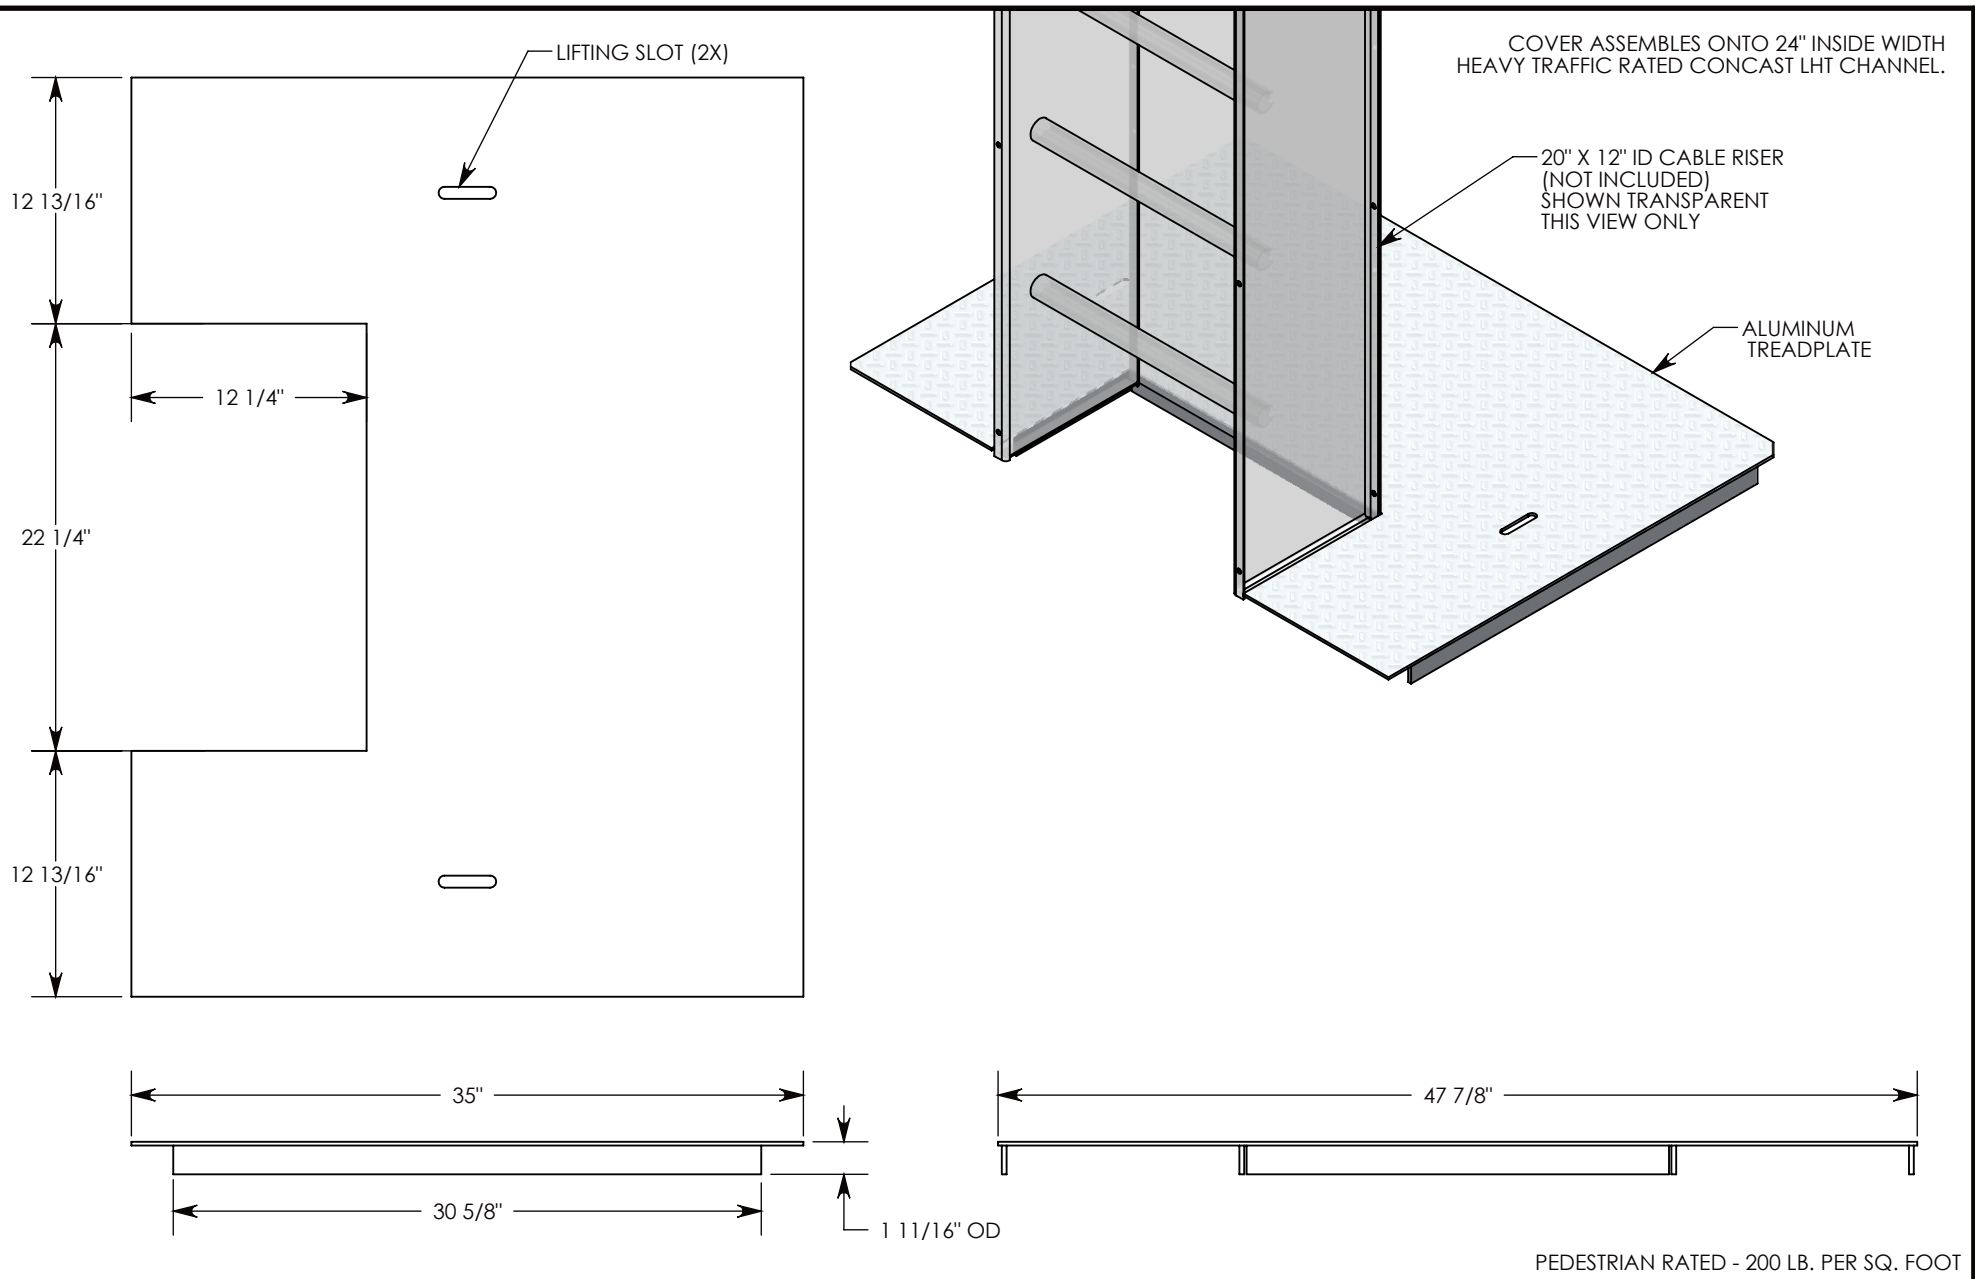 LIFTING SLOT (2X)
COVER ASSEMBLES ONTO 24" INSIDE WIDTH
HEAVY TRAFFIC RATED CONCAST LHT CHANNEL.
20" X 12" ID CABLE RISER
(NOT INCLUDED)
SHOWN TRANSPARENT
THIS VIEW ONLY
12 13/16"
ALUMINUM
TREADPLATE
12 1/4"
22 1/4"
12 13/16"
35"
47 7/8"
30 5/8"
1 11/16" OD
PEDESTRIAN RATED - 200 LB. PER SQ. FOOT